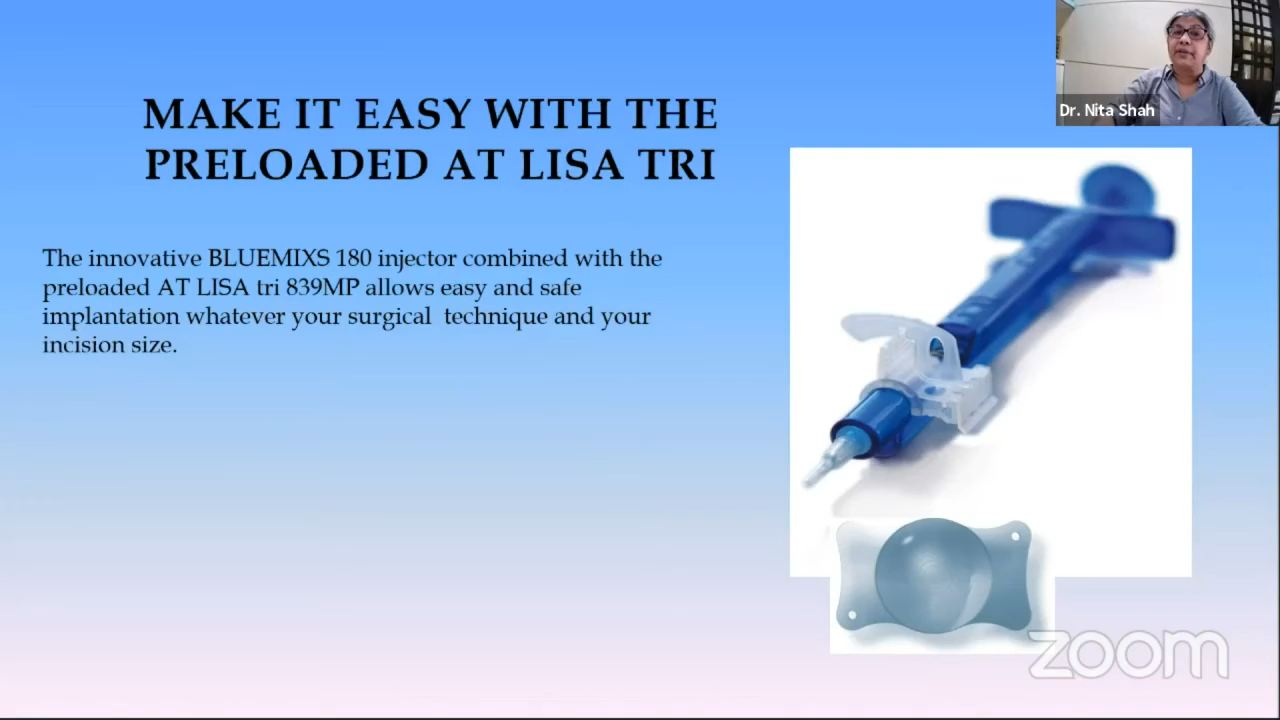 Dr. Nita Shah
MAKE IT EASY WITH THE
PRELOADED AT LISA TRI
The innovative BLUEMIXS 180 injector combined with the
preloaded AT LISA tri 839MP allows easy and safe
implantation whatever your surgical technique and your
incision size.
zoom